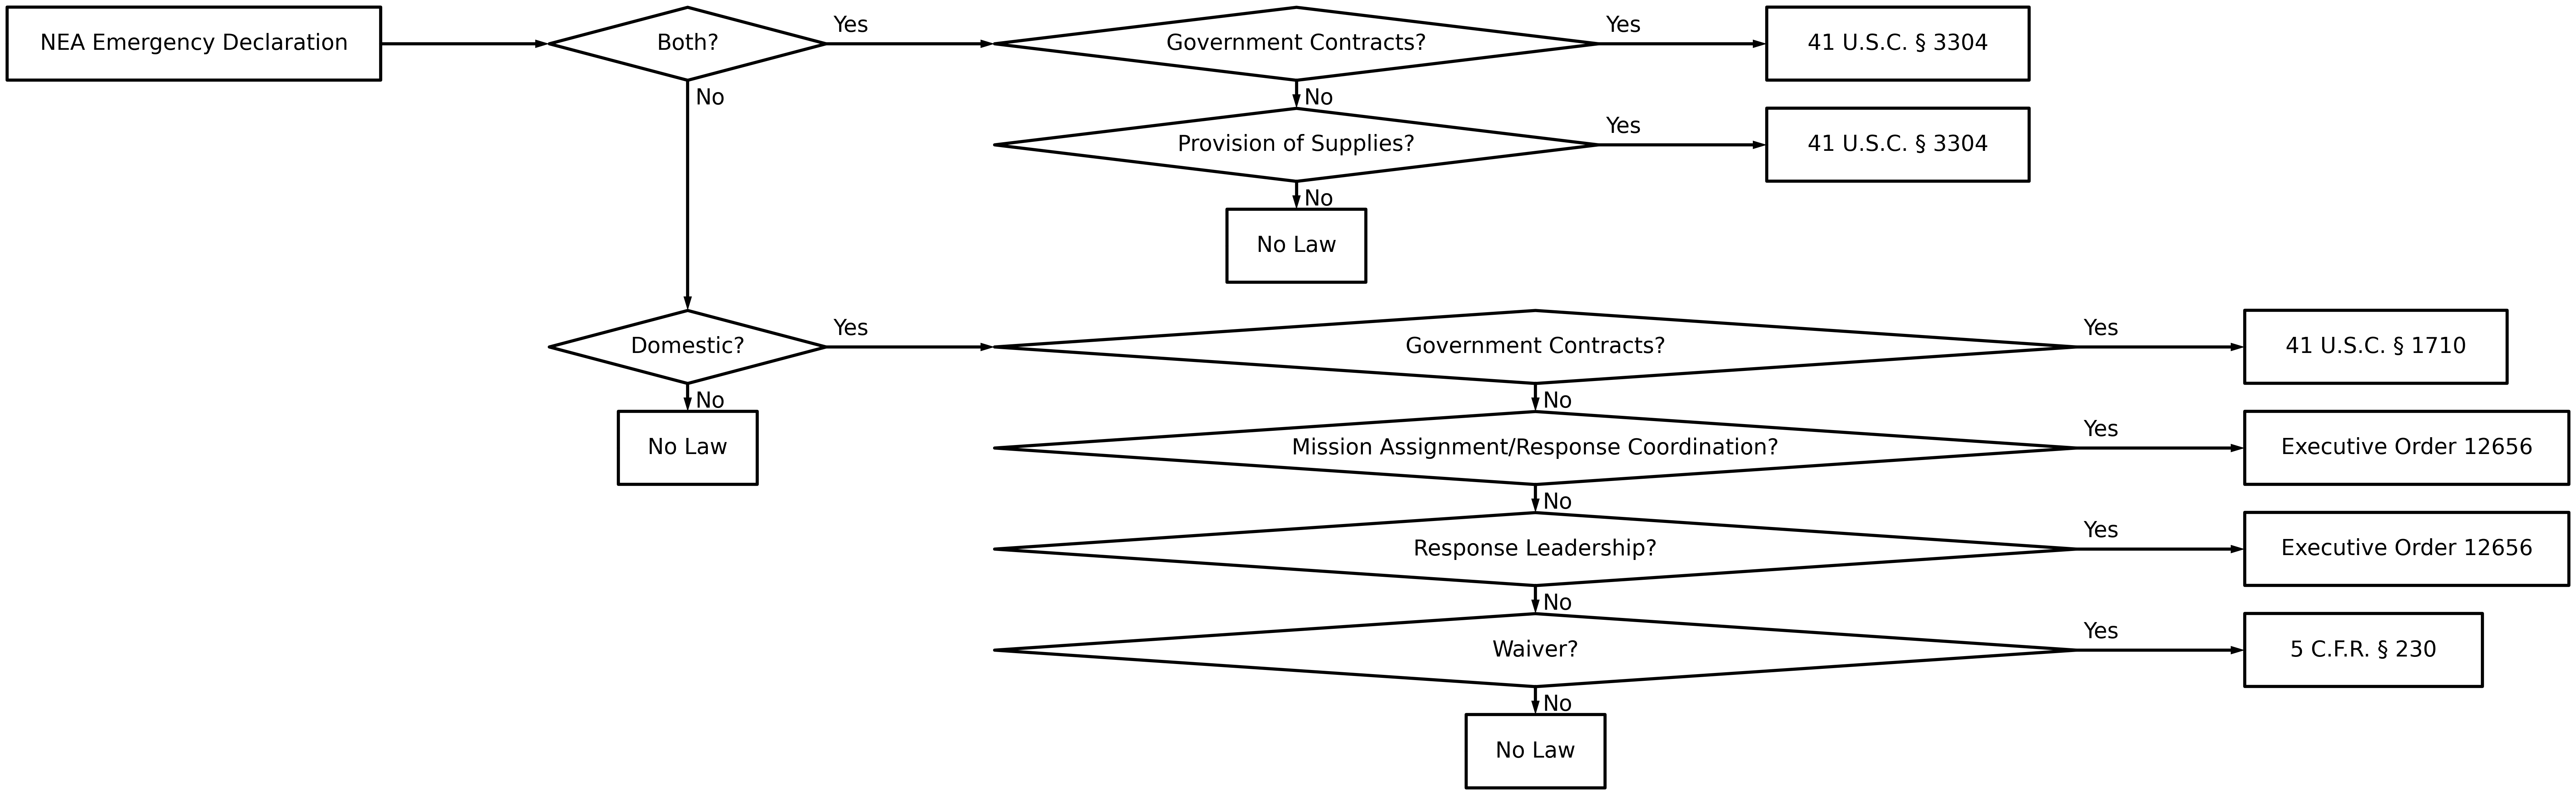 NEA Emergency Declaration
Both?
Yes
Government Contracts?
Yes
41 U.S.C. § 3304
No
No
Provision of Supplies?
Yes
41 U.S.C. § 3304
No
No Law
Domestic?
Yes
Government Contracts?
Yes
41 U.S.C. § 1710
No
No
No Law
Mission Assignment/Response Coordination?
Yes
Executive Order 12656
No
Response Leadership?
Yes
Executive Order 12656
No
Waiver?
Yes
5 C.F.R. § 230
No
No Law